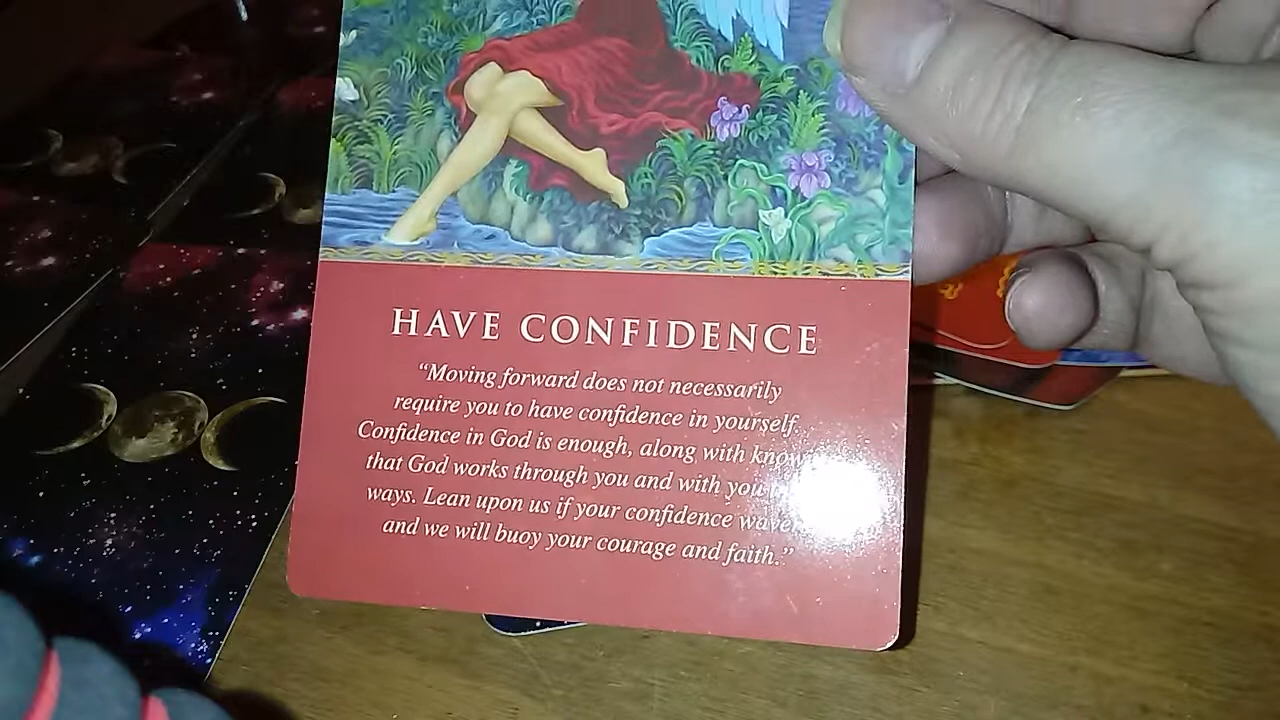 HAVE CONFIDENCE
“Moving forward does not necessarily
require you to have confidence in yourself.
Confidence in God is enough, along with
that God works through you and with you
ways. Lean upon us if your confidence
and we will buoy your courage and faith.”